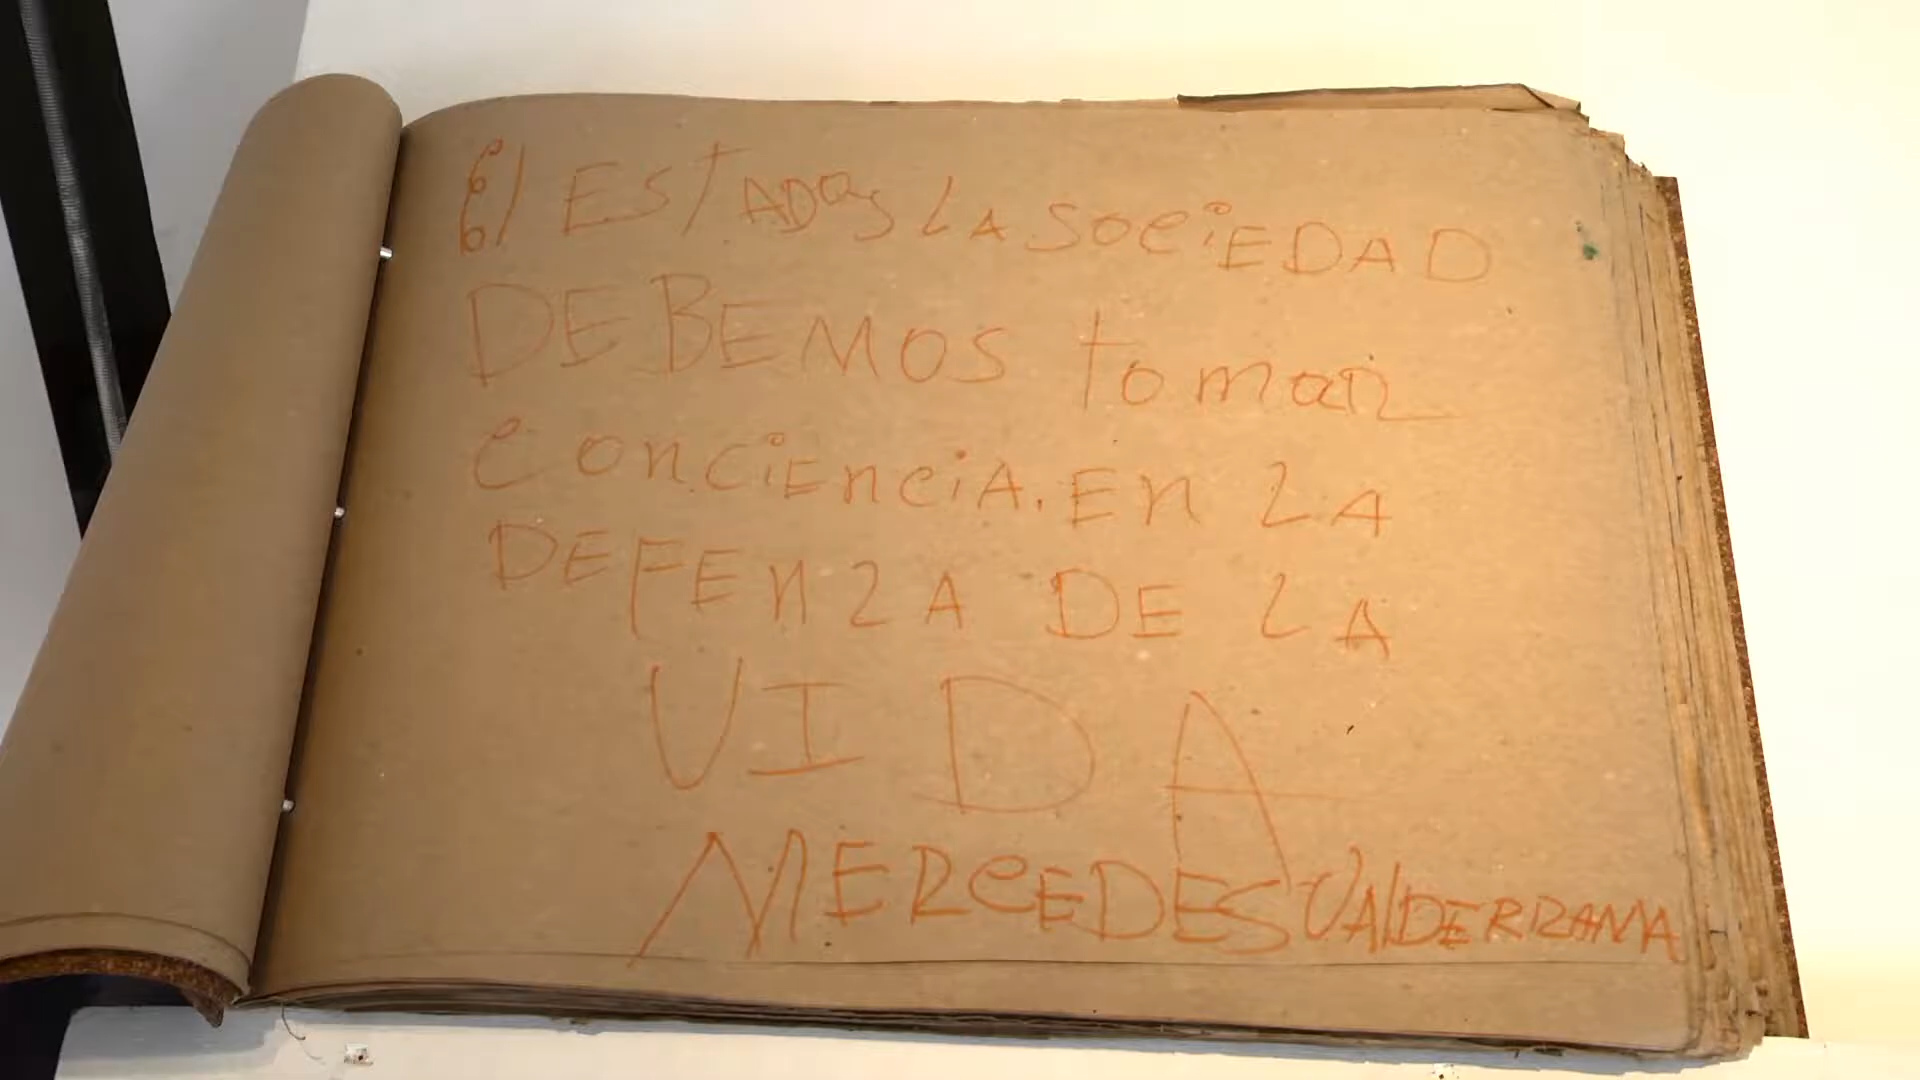 El ESTADO y LA SOCiEDAD
DEBEMOS tomar
conciEnciA. En LA
DEFEnZA DE LA
VIDA
MERCEDES VAlDERRAMA